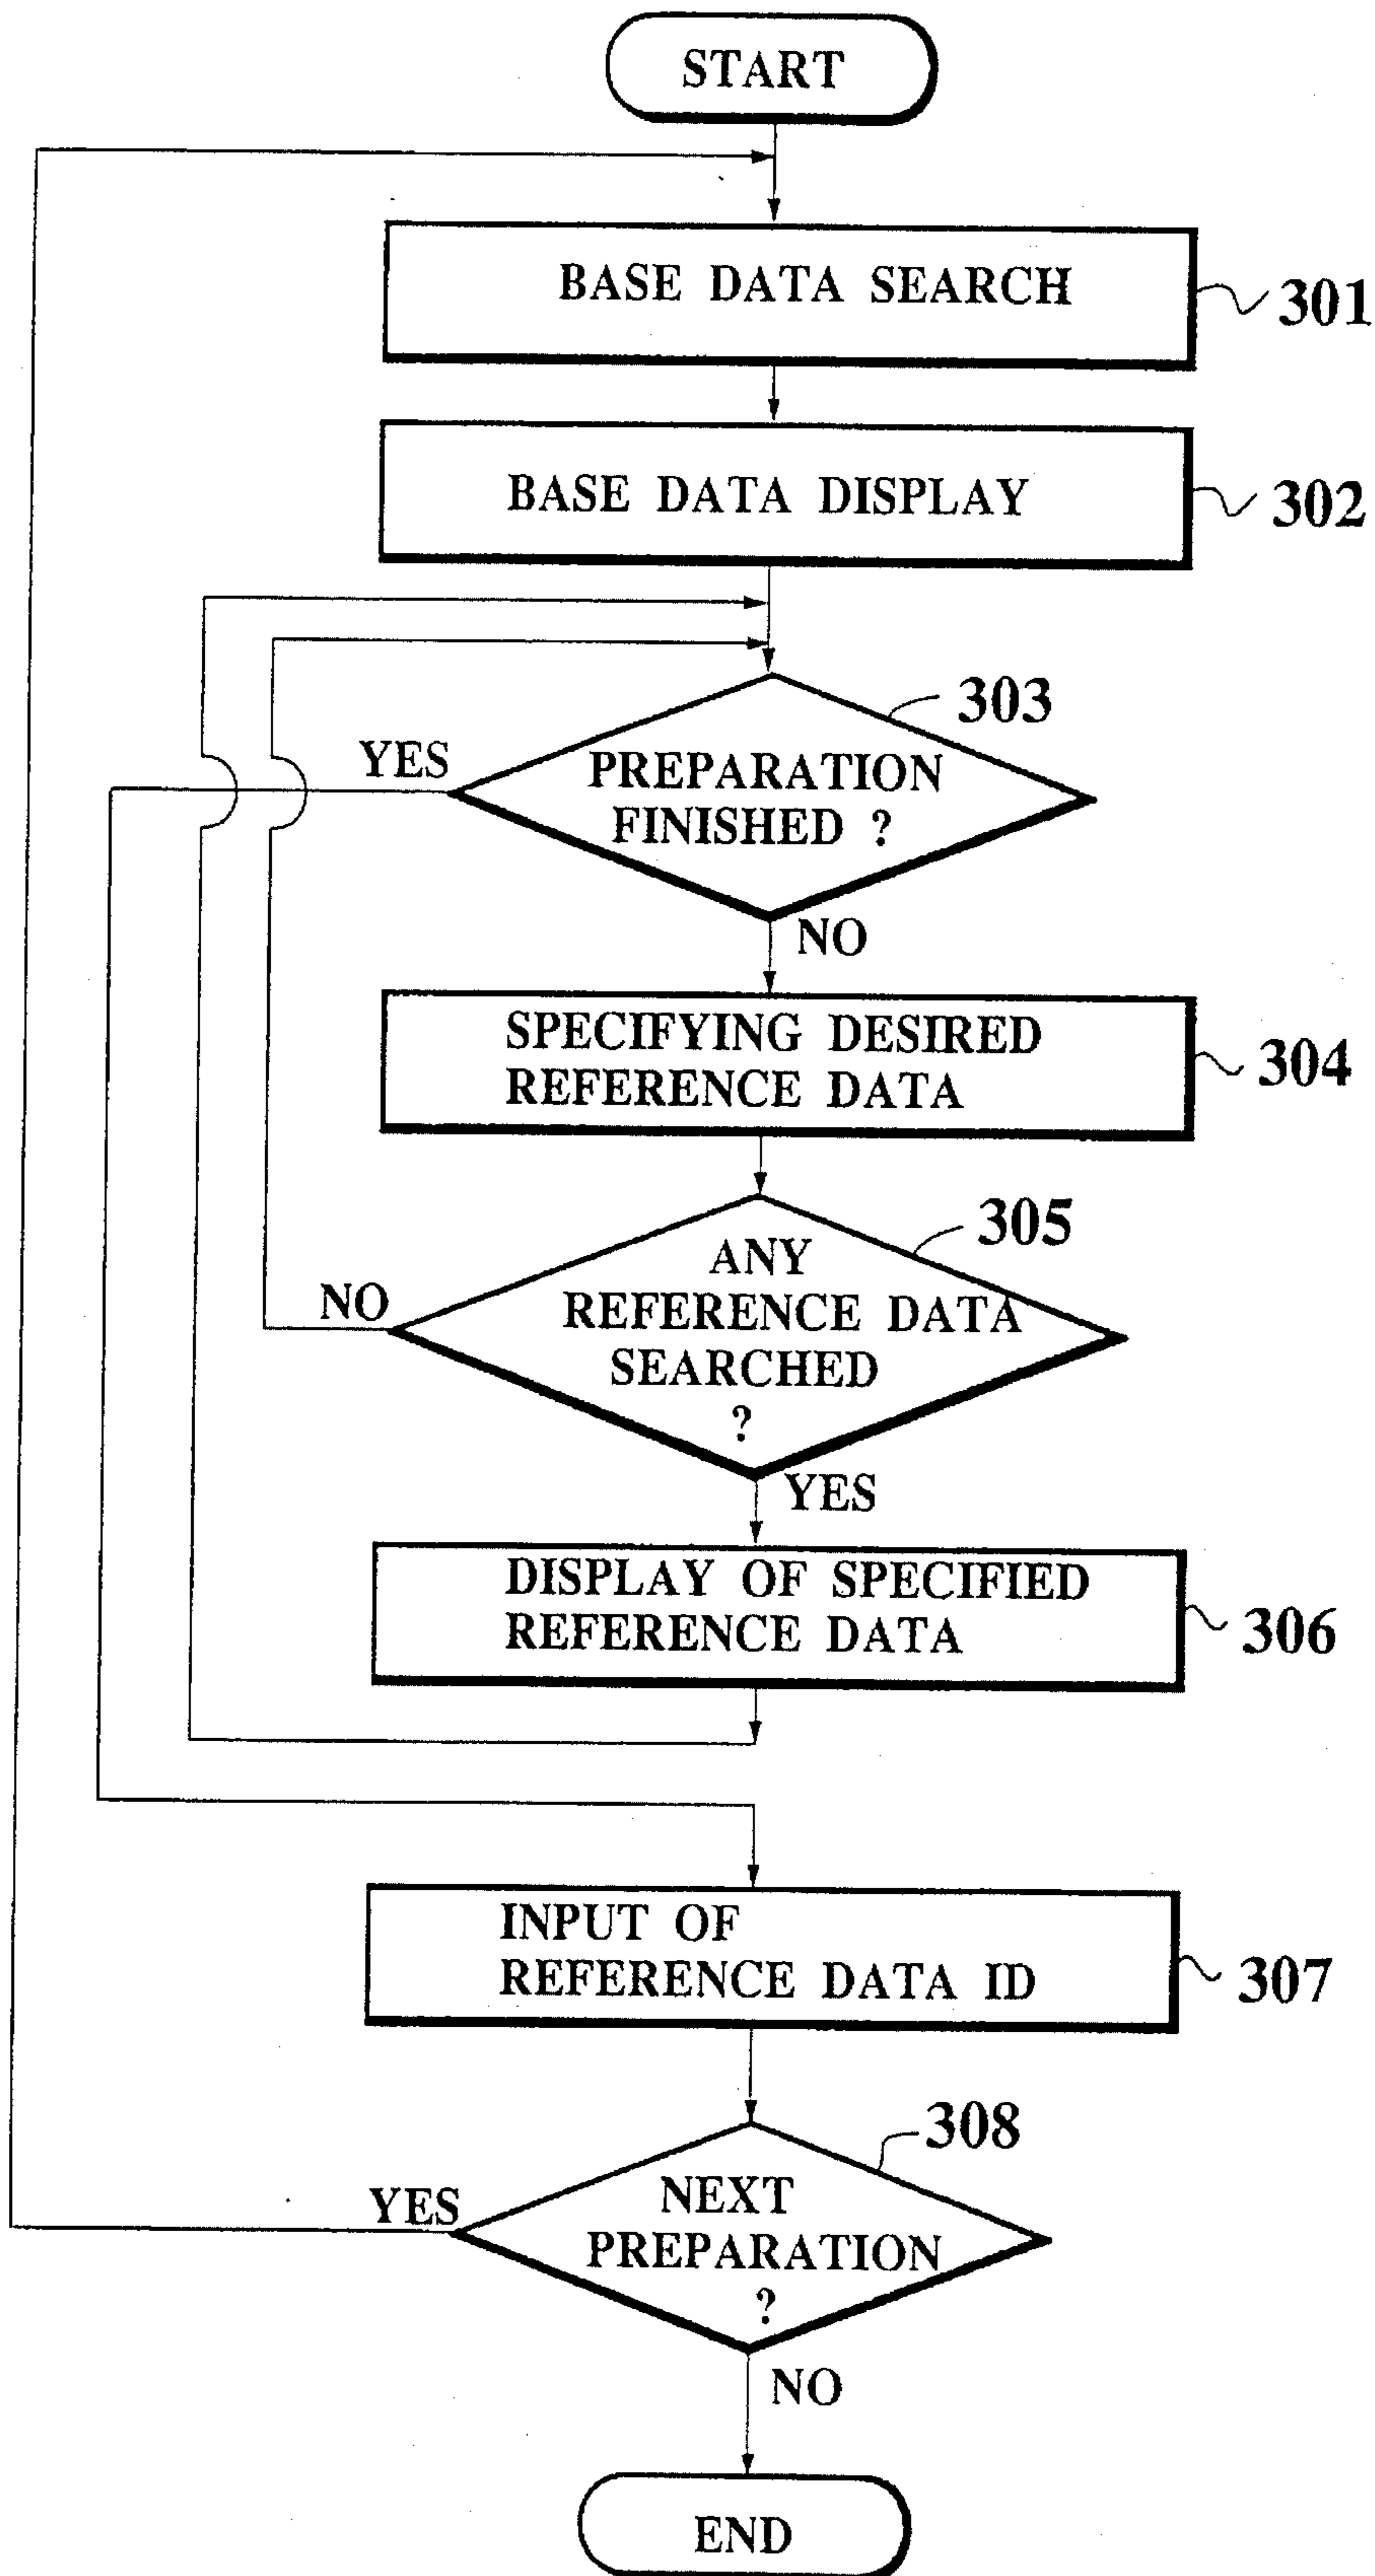 START
BASE DATA SEARCH
301
BASE DATA DISPLAY
302
303
YES
PREPARATION
FINISHED ?
NO
SPECIFYING DESIRED
REFERENCE DATA
304
305
ANY
NO
REFERENCE DATA
SEARCHED
?
YES
DISPLAY OF SPECIFIED
REFERENCE DATA
306
INPUT OF
REFERENCE DATA ID
307
308
YES
NEXT
PREPARATION
?
NO
END